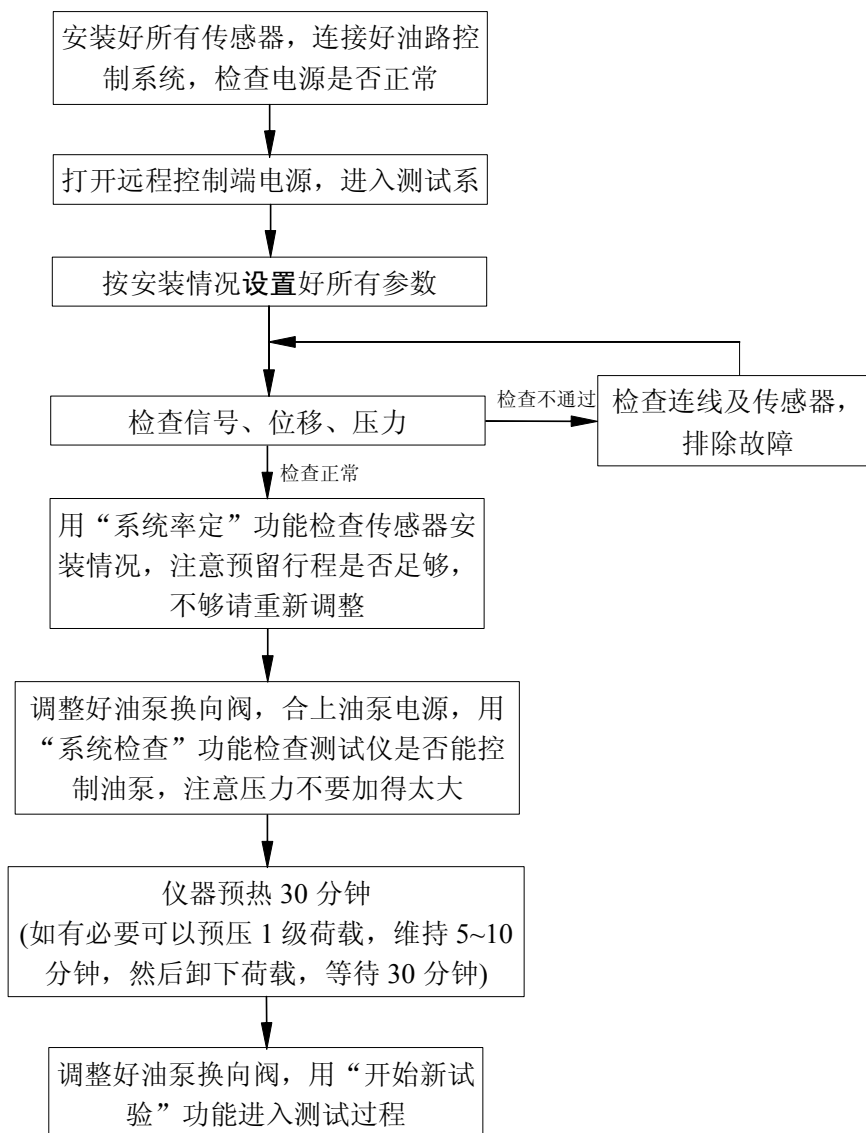 安装好所有传感器，连接好油路控
制系统，检查电源是否正常
打开远程控制端电源，进入测试系
按安装情况设置好所有参数
检查信号、位移、压力
检查不通过
检查连线及传感器，
排除故障
检查正常
用“系统率定”功能检查传感器安
装情况，注意预留行程是否足够，
不够请重新调整
调整好油泵换向阀，合上油泵电源，用
“系统检查”功能检查测试仪是否能控
制油泵，注意压力不要加得太大
仪器预热 30 分钟
(如有必要可以预压 1 级荷载，维持 5~10
分钟，然后卸下荷载，等待 30 分钟)
调整好油泵换向阀，用“开始新试
验”功能进入测试过程